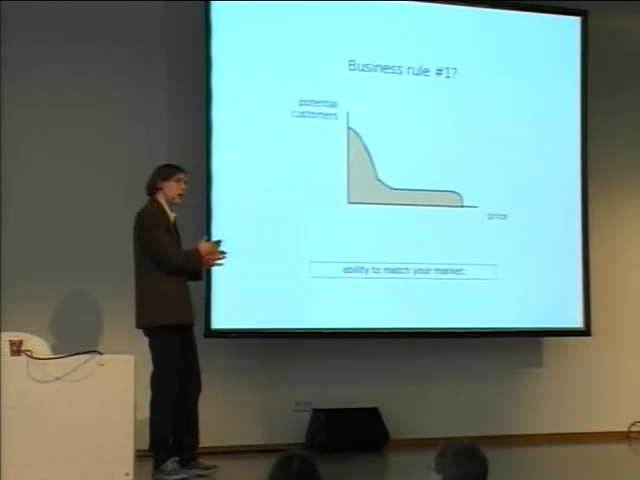 Business rule #1?
potential
customers
price
ability to match your market.